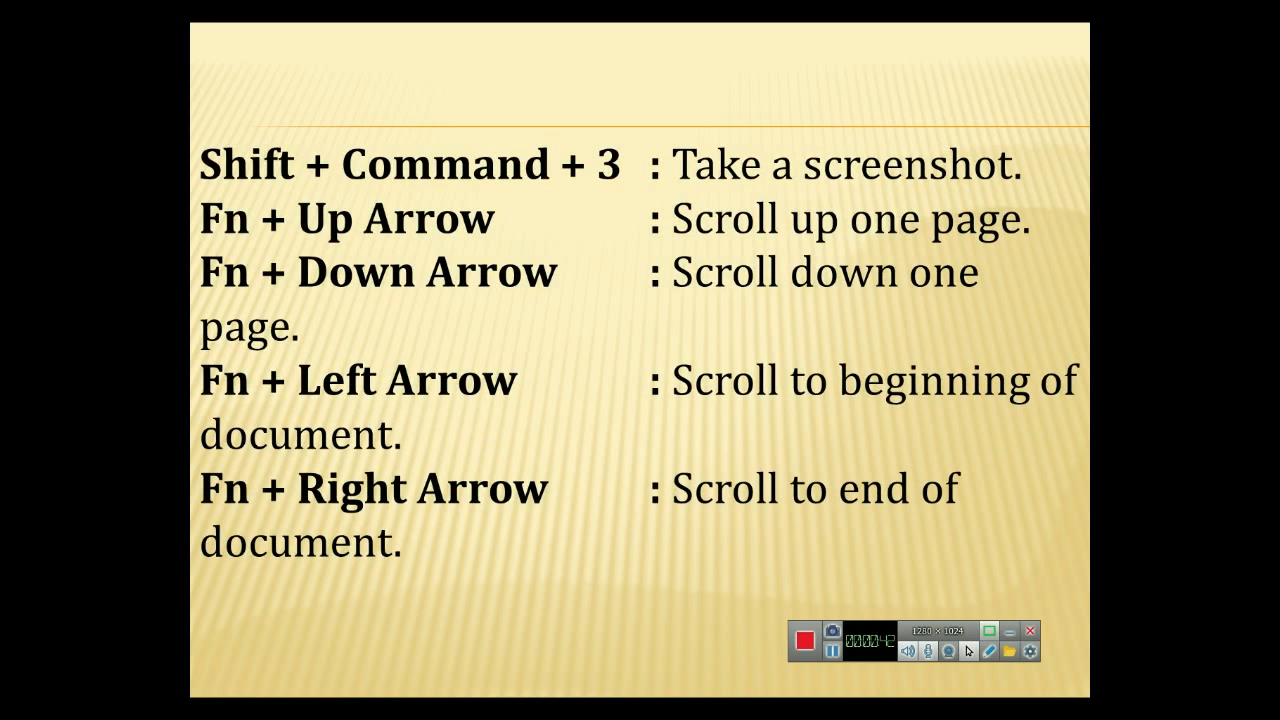 Shift + Command + 3 : Take a screenshot.
Fn + Up Arrow : Scroll up one page.
Fn + Down Arrow : Scroll down one
page.
Fn + Left Arrow : Scroll to beginning of
document.
Fn + Right Arrow : Scroll to end of
document.
1280 × 1024
000042